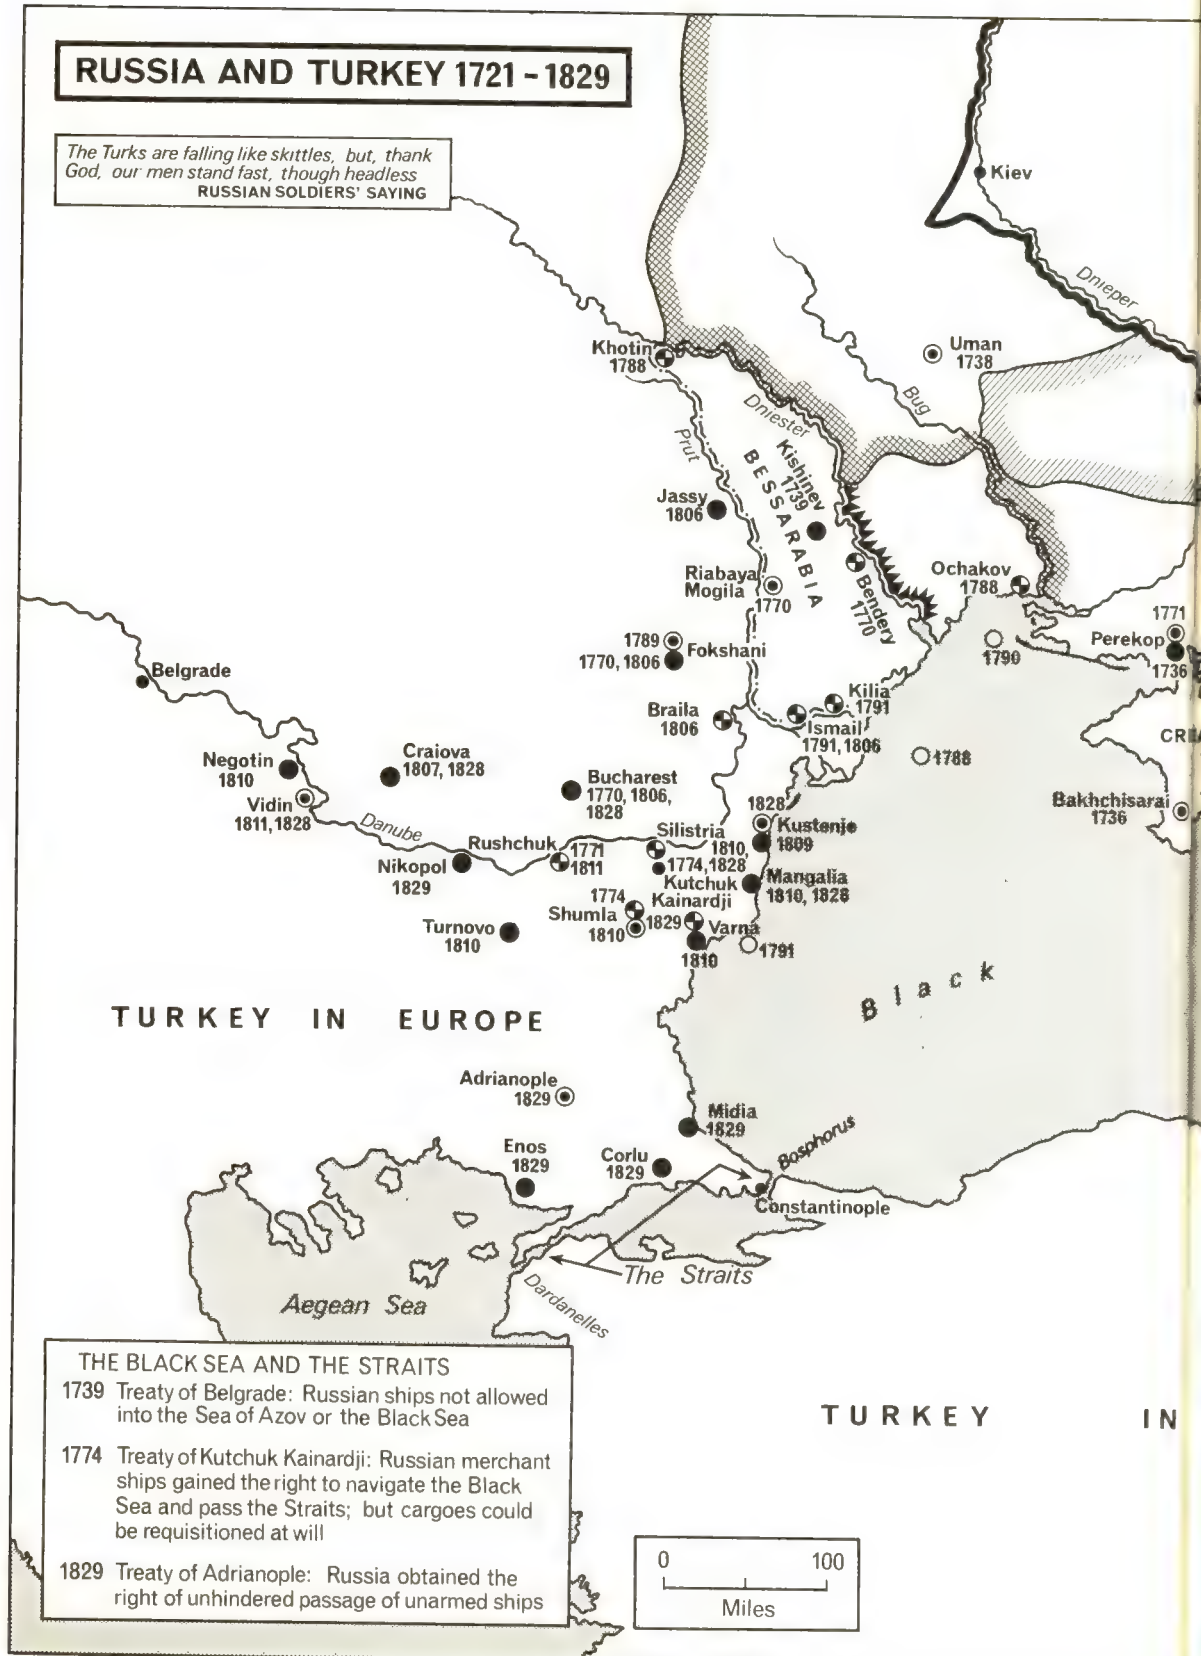 RUSSIA AND TURKEY 1721-1829
The Turks are falling like skittles, but, thank
God, our men stand fast, though headless
RUSSIAN SOLDIERS' SAYING
Kiev
Dnieper
Uman
1738
Bug
Khotin
1788
Dniester
Prut
Kishinev
1739
BESSARABIA
Jassy
1806
Riabaya
Mogila
1770
Bendery
1770
Ochakov
1788
1790
1771
Perekop
1736
1789
1770, 1806
Fokshani
Belgrade
Kilia
1791
Ismail
1791, 1806
Braila
1806
CRE
1788
Negotin
1810
Craiova
1807, 1828
Bucharest
1770, 1806,
1828
Vidin
1811, 1828
Danube
1828
Kustenje
1809
Bakhchisarai
1736
Rushchuk
1771
1811
Silistria
1810,
1774, 1828
Nikopol
1829
Kutchuk
Kainardji
Mangalia
1810, 1828
1774
Shumla
1810
1829
Varna
1810
1791
Turnovo
1810
Black
TURKEY IN EUROPE
Adrianople
1829
Midia
1829
Bosphorus
Enos
1829
Corlu
1829
Constantinople
The Straits
Dardanelles
Aegean Sea
THE BLACK SEA AND THE STRAITS
1739 Treaty of Belgrade: Russian ships not allowed
into the Sea of Azov or the Black Sea
1774 Treaty of Kutchuk Kainardji: Russian merchant
ships gained the right to navigate the Black
Sea and pass the Straits; but cargoes could
be requisitioned at will
1829 Treaty of Adrianople: Russia obtained the
right of unhindered passage of unarmed ships
TURKEY IN
0 100
Miles